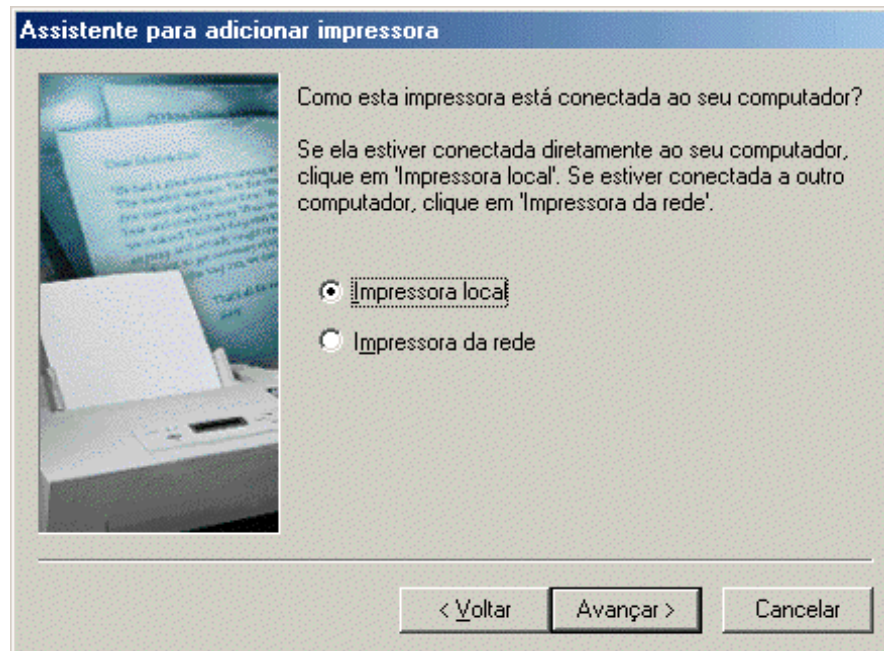 Assistente para adicionar impressora
Como esta impressora está conectada ao seu computador?
Se ela estiver conectada diretamente ao seu computador,
clique em 'Impressora local'. Se estiver conectada a outro
computador, clique em 'Impressora da rede'.
Impressora local
Impressora da rede
< Voltar
Avançar >
Cancelar